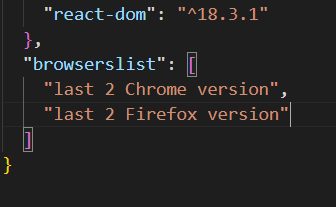 "react-dom": "^18.3.1"
},
"browserslist": [
"last 2 Chrome version",
"last 2 Firefox version"
]
}